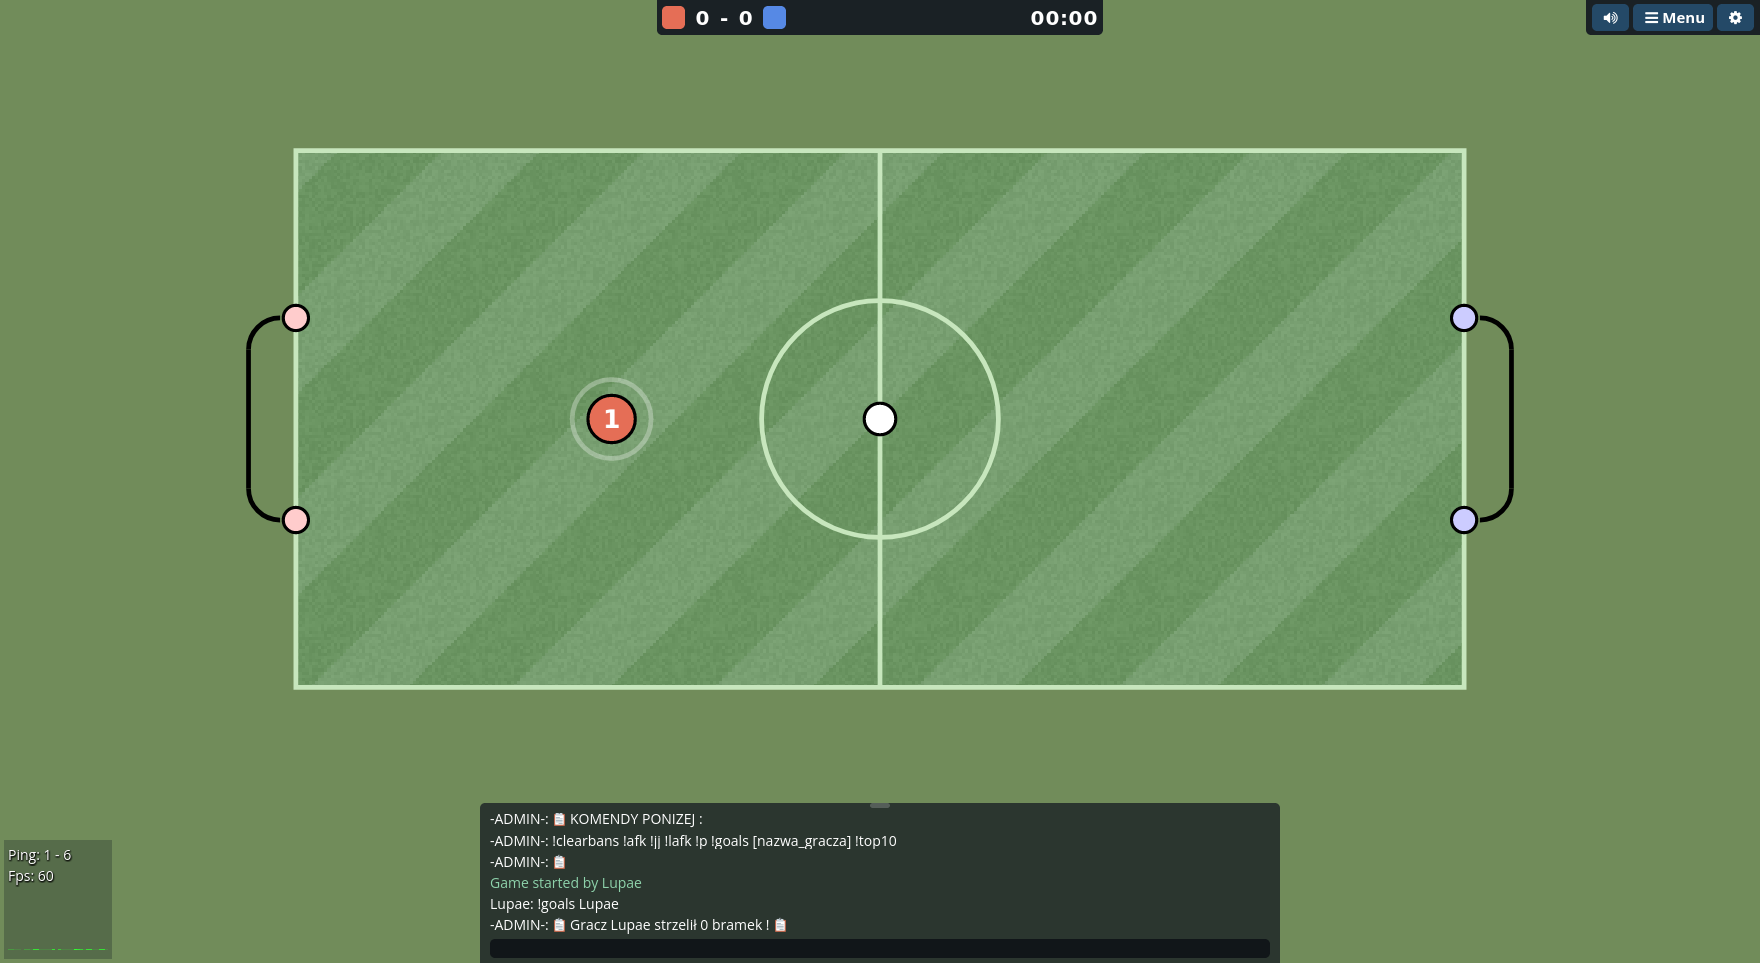 0 - 0
00:00
Menu
1
-ADMIN-: 📋 KOMENDY PONIZEJ :
-ADMIN-: !clearbans !afk !jj !lafk !p !goals [nazwa_gracza] !top10
-ADMIN-: 📋
Game started by Lupae
Lupae: !goals Lupae
-ADMIN-: 📋 Gracz Lupae strzelił 0 bramek ! 📋
Ping: 1 - 6
Fps: 60